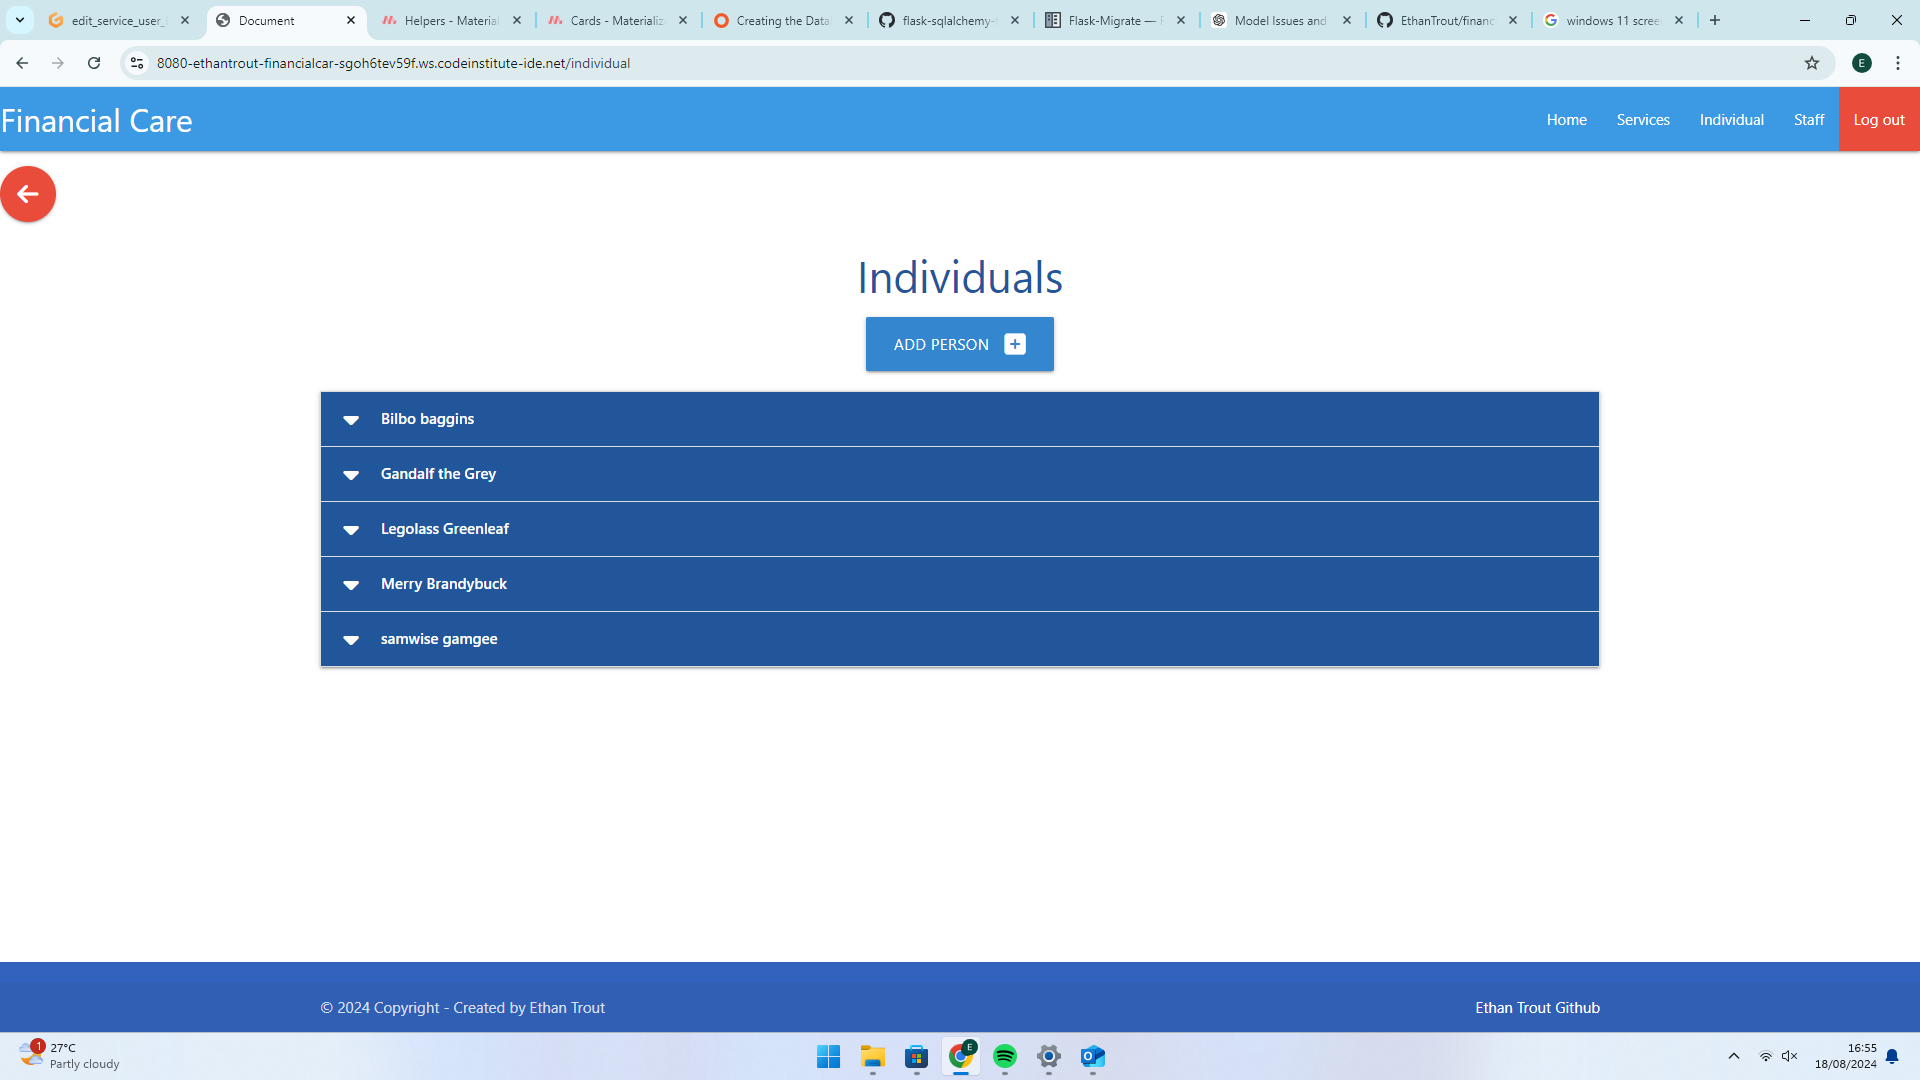 edit_service_user_
Document
Helpers - Material
Cards - Materializ
Creating the Data
flask-sqlalchemy-
Flask-Migrate —
Model Issues and
EthanTrout/financ
windows 11 scree
8080-ethantrout-financialcar-sgoh6tev59f.ws.codeinstitute-ide.net/individual
E
Financial Care
Home
Services
Individual
Staff
Log out
Individuals
ADD PERSON
Bilbo baggins
Gandalf the Grey
Legolass Greenleaf
Merry Brandybuck
samwise gamgee
© 2024 Copyright - Created by Ethan Trout
Ethan Trout Github
1
27°C
Partly cloudy
E
16:55
18/08/2024